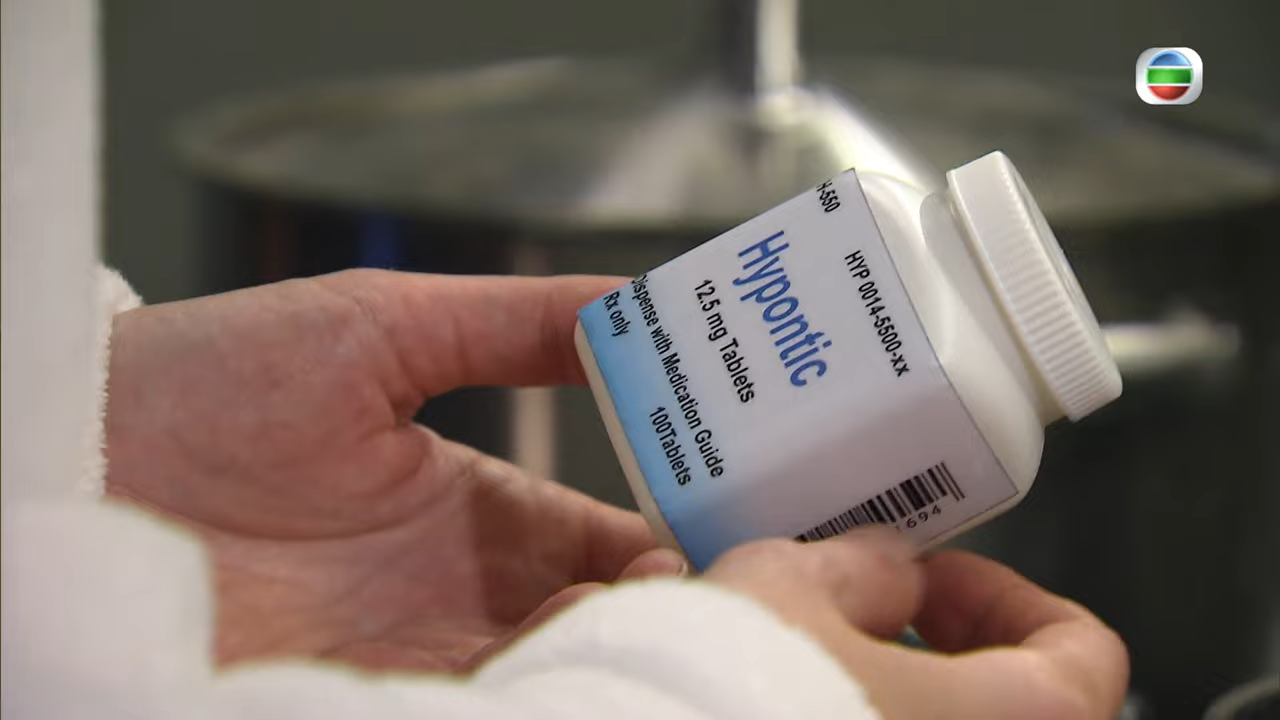 H-550
HYP 0014-5500-xx
Hypontic
12.5 mg Tablets
Dispense with Medication Guide
Rx only
100Tablets
694